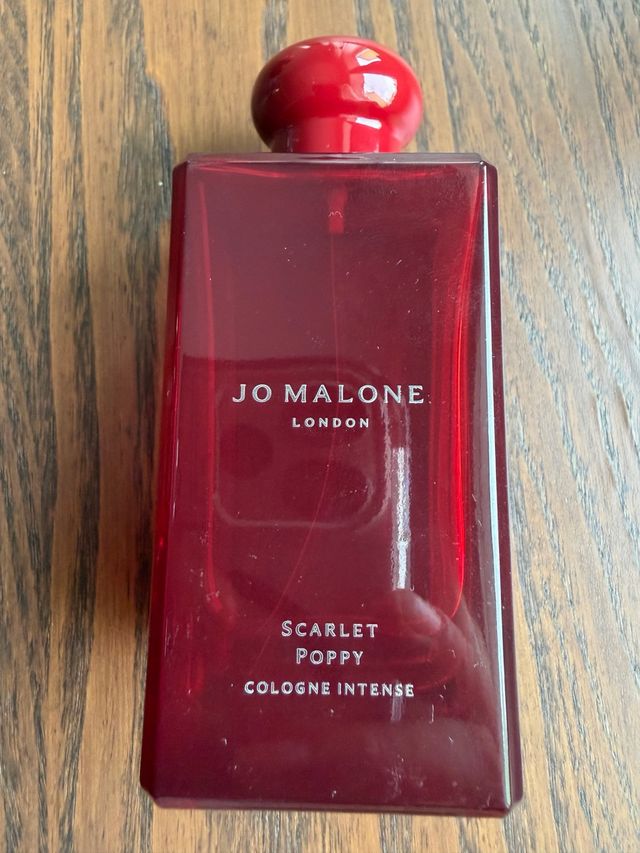 JO MALONE
LONDON
SCARLET
POPPY
COLOGNE INTENSE